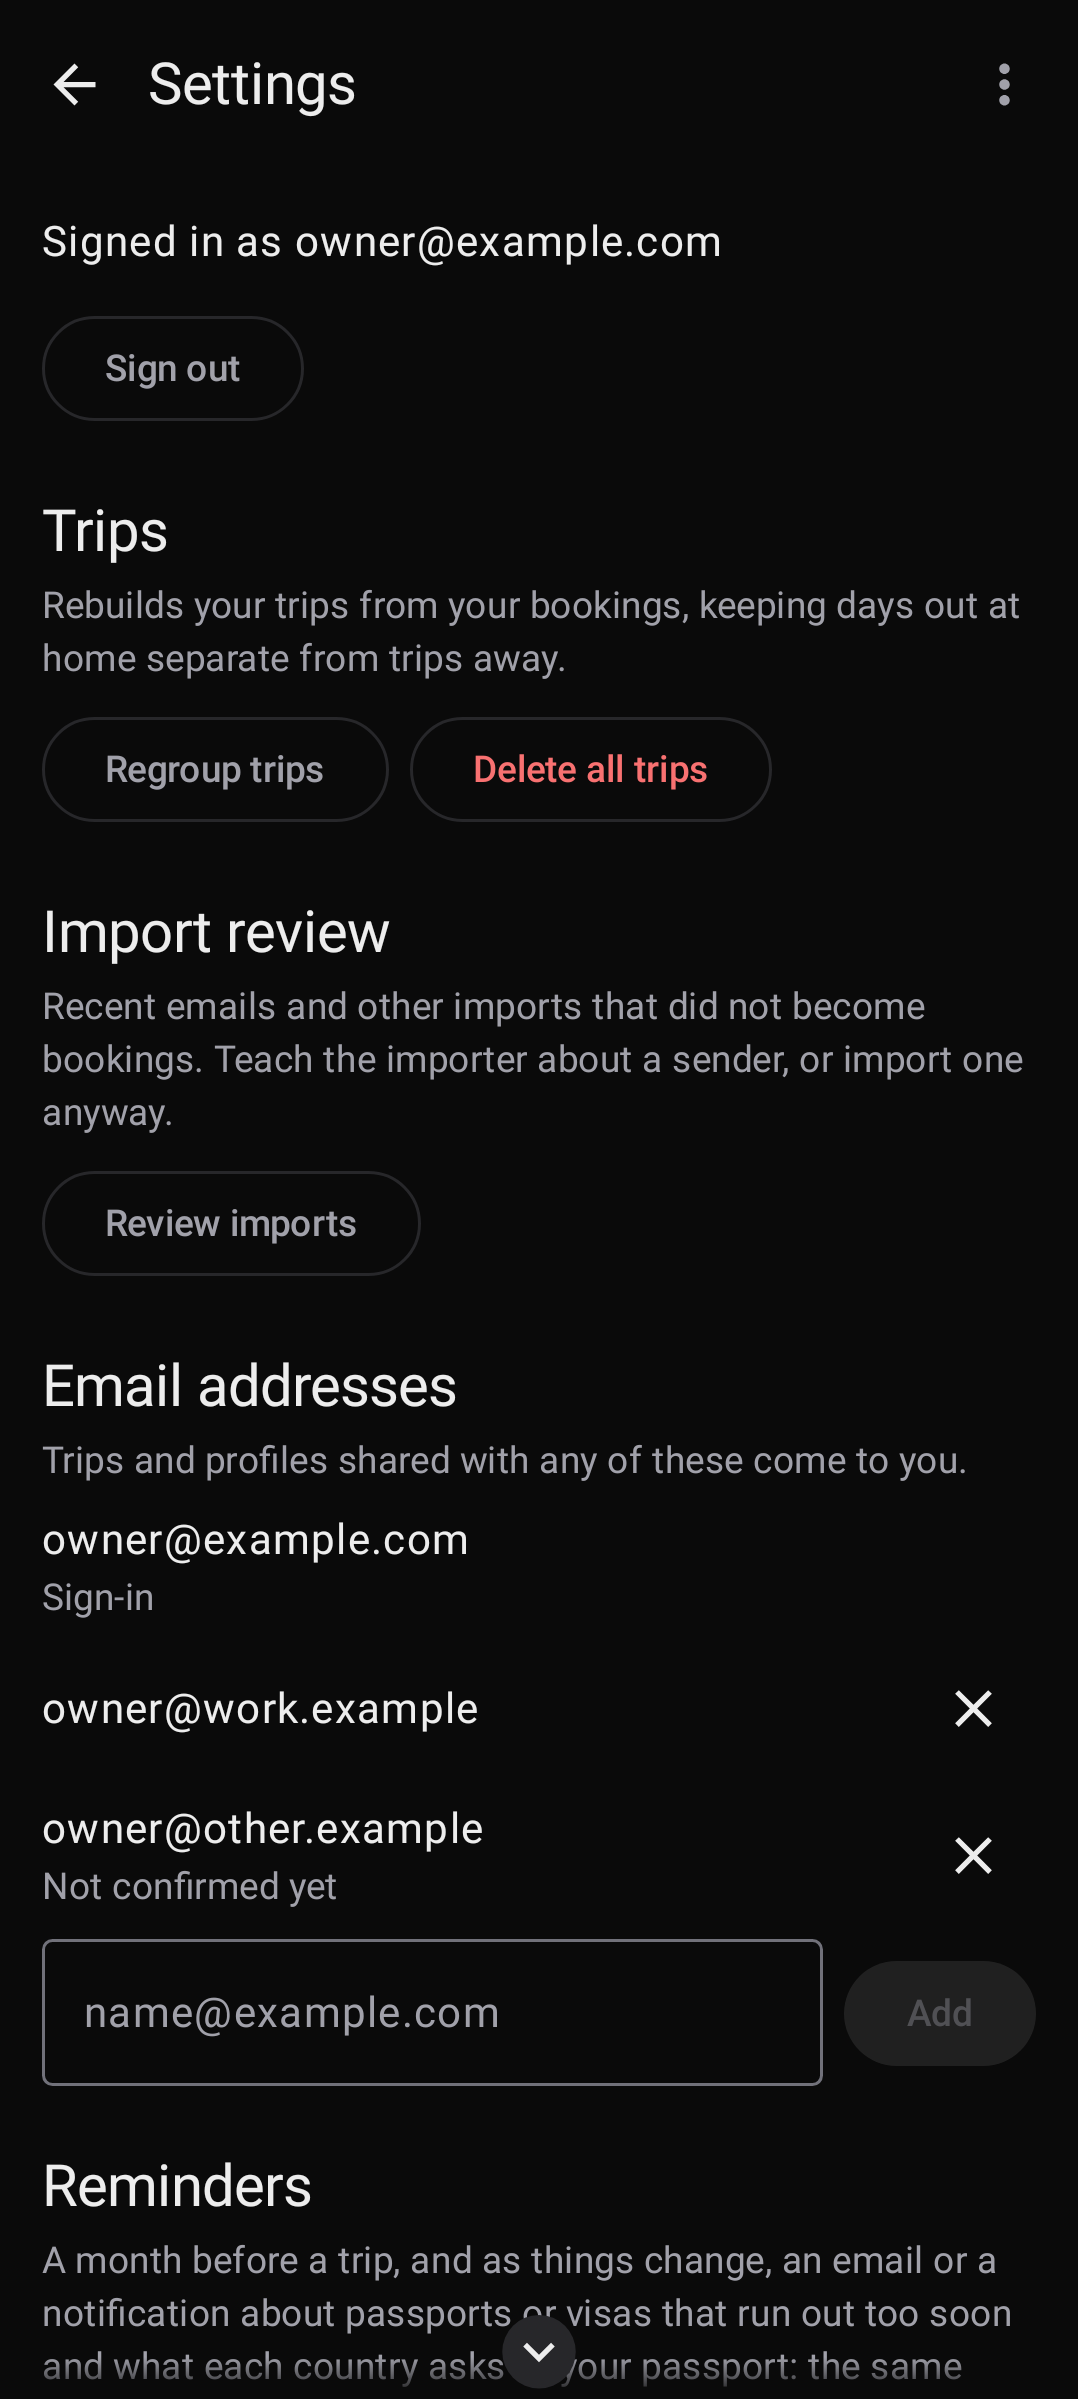 Settings
Signed in as owner@example.com
Sign out
Trips
Rebuilds your trips from your bookings, keeping days out at
home separate from trips away.
Regroup trips
Delete all trips
Import review
Recent emails and other imports that did not become
bookings. Teach the importer about a sender, or import one
anyway.
Review imports
Email addresses
Trips and profiles shared with any of these come to you.
owner@example.com
Sign-in
owner@work.example
owner@other.example
Not confirmed yet
name@example.com
Add
Reminders
A month before a trip, and as things change, an email or a
notification about passports or visas that run out too soon
and what each country asks your passport: the same